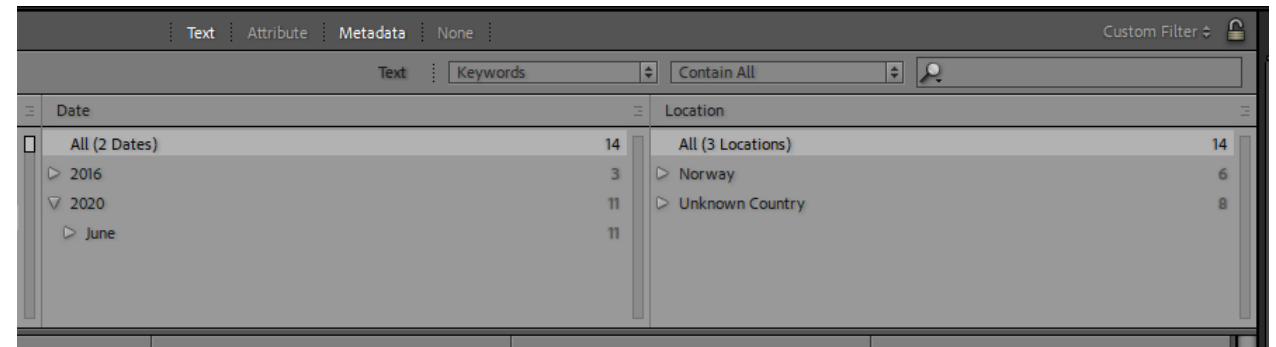 Text Attribute Metadata None Custom Filter
Text Keywords Contain All
Date Location
All (2 Dates) 14 All (3 Locations) 14
2016 3 Norway 6
2020 11 Unknown Country 8
June 11